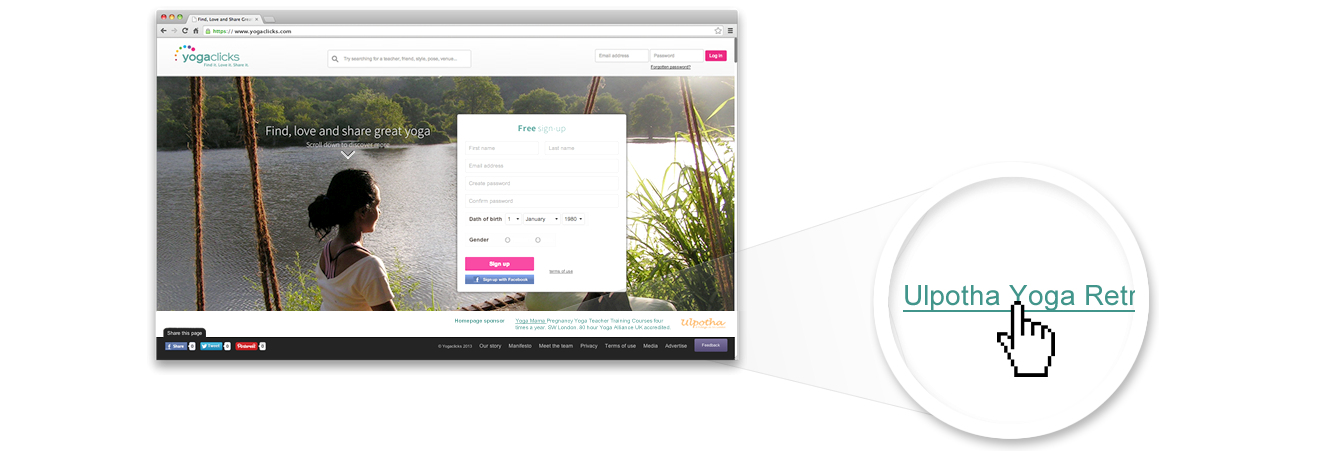 Find, Love and Share Grea
https://www.yogaclicks.com
yogaclicks
Find it. Love it. Share it.
Try searching for a teacher, friend, style, pose, venue...
Email address
Password
Log in
Forgotten password?
Find, love and share great yoga
Scroll down to discover more
Free sign-up
First name
Last name
Email address
Create password
Confirm password
Dath of birth
1
January
1980
Gender
Sign up
terms of use
Sign-up with Facebook
Homepage sponsor
Yoga Mama Pregnancy Yoga Teacher Training Courses four
times a year. SW London. 80 hour Yoga Alliance UK accredited.
Ulpotha
Share this page
Share
0
Tweet
0
Pinterest
0
© Yogaclicks 2013
Our story
Manifesto
Meet the team
Privacy
Terms of use
Media
Advertise
Feedback
Ulpotha Yoga Retr